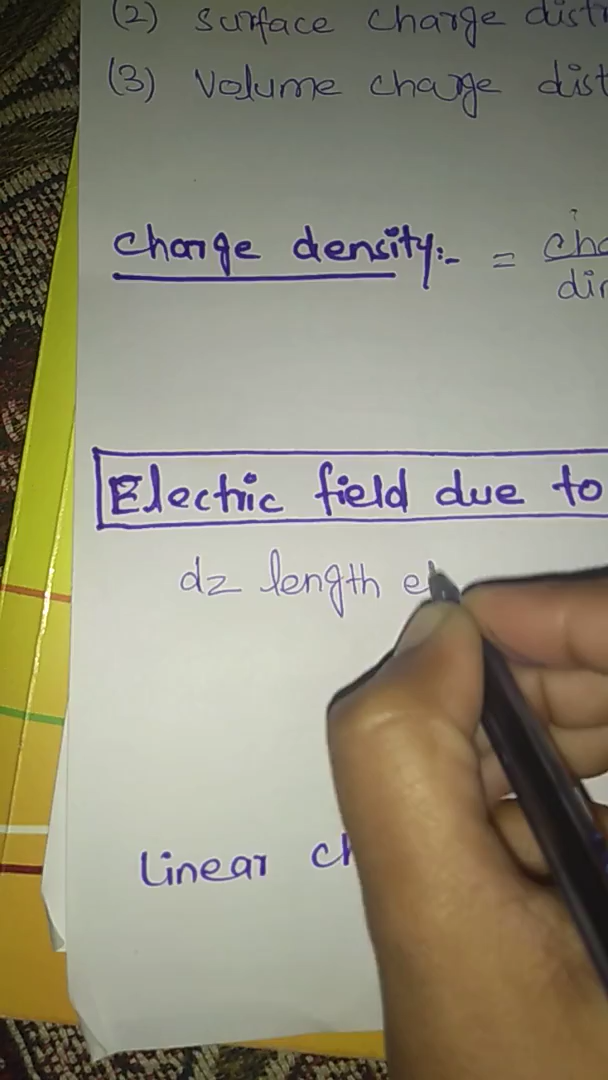 (2) Surface charge
(3) Volume charge
Charge density:- =
Electric field due to
dz length
Linear